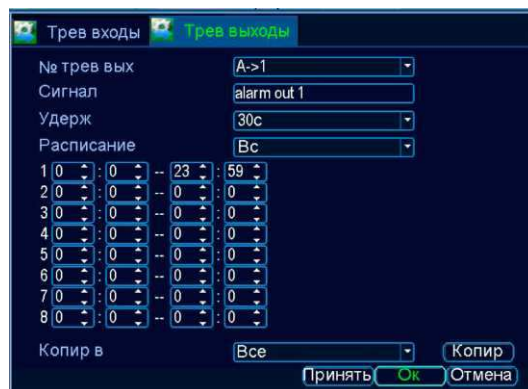 Трев входы Трев выходы
№ трев вых A->1
Сигнал alarm out 1
Удерж 30с
Расписание Вс
1 0 : 0 -- 23 : 59
2 0 : 0 -- 0 : 0
3 0 : 0 -- 0 : 0
4 0 : 0 -- 0 : 0
5 0 : 0 -- 0 : 0
6 0 : 0 -- 0 : 0
7 0 : 0 -- 0 : 0
8 0 : 0 -- 0 : 0
Копир в Все Копир
Принять Ок Отмена